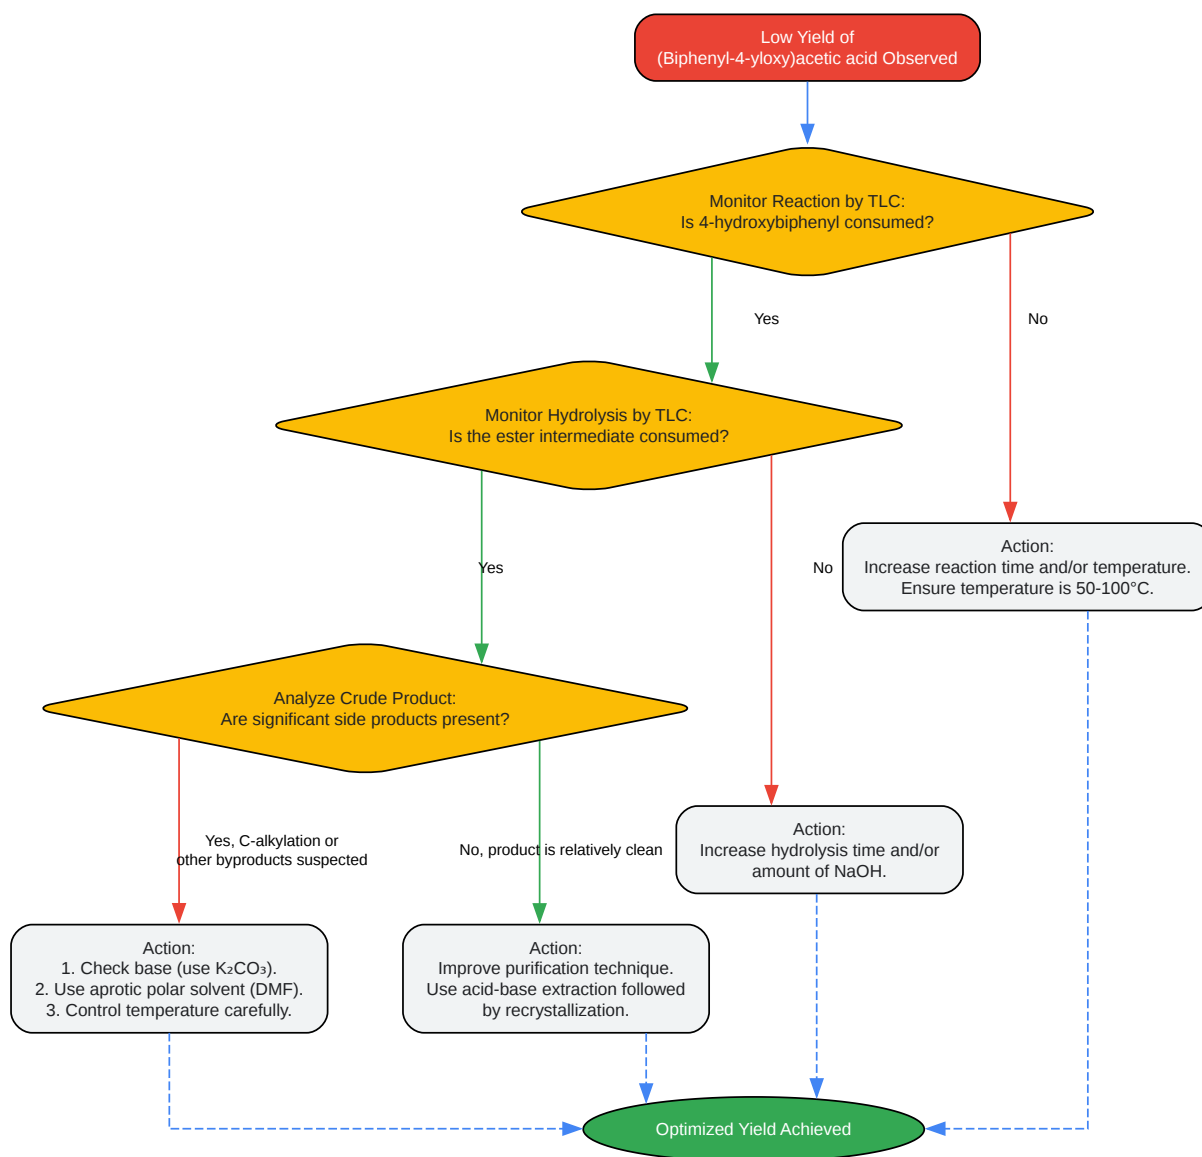 Low Yield of
(Biphenyl-4-yloxy)acetic acid Observed
Monitor Reaction by TLC:
Is 4-hydroxybiphenyl consumed?
Yes
No
Monitor Hydrolysis by TLC:
Is the ester intermediate consumed?
Yes
No
Action:
Increase reaction time and/or temperature.
Ensure temperature is 50-100°C.
Analyze Crude Product:
Are significant side products present?
Yes, C-alkylation or
other byproducts suspected
No, product is relatively clean
Action:
Increase hydrolysis time and/or
amount of NaOH.
Action:
1. Check base (use K₂CO₃).
2. Use aprotic polar solvent (DMF).
3. Control temperature carefully.
Action:
Improve purification technique.
Use acid-base extraction followed
by recrystallization.
Optimized Yield Achieved